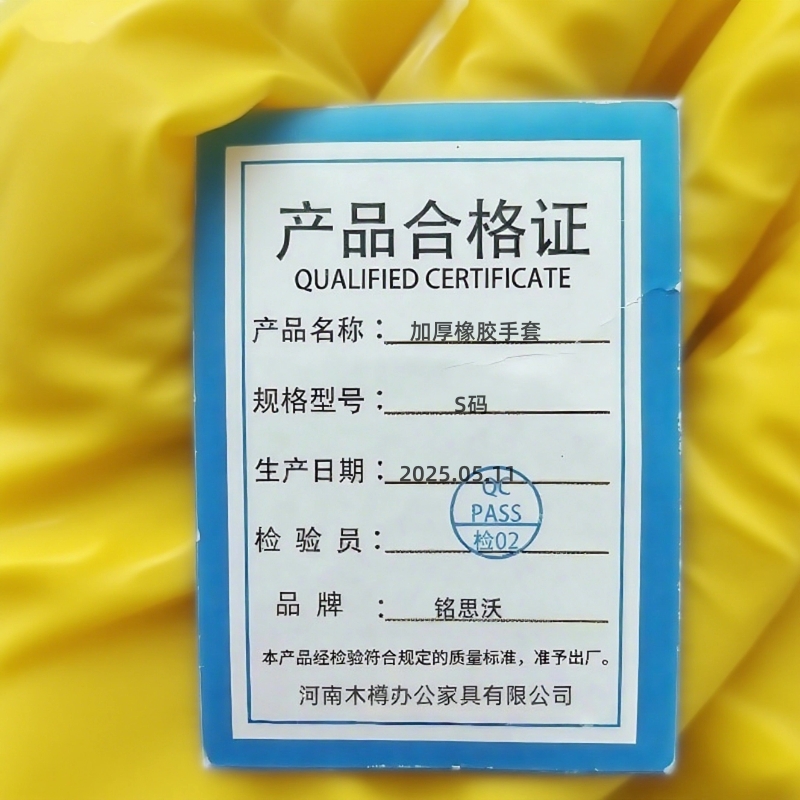 产品合格证
QUALIFIED CERTIFICATE
产品名称：加厚橡胶手套
规格型号：S码
生产日期：2025.05.11
QC
PASS
检验员：检02
品牌：铭思沃
本产品经检验符合规定的质量标准，准予出厂。
河南木樽办公家具有限公司